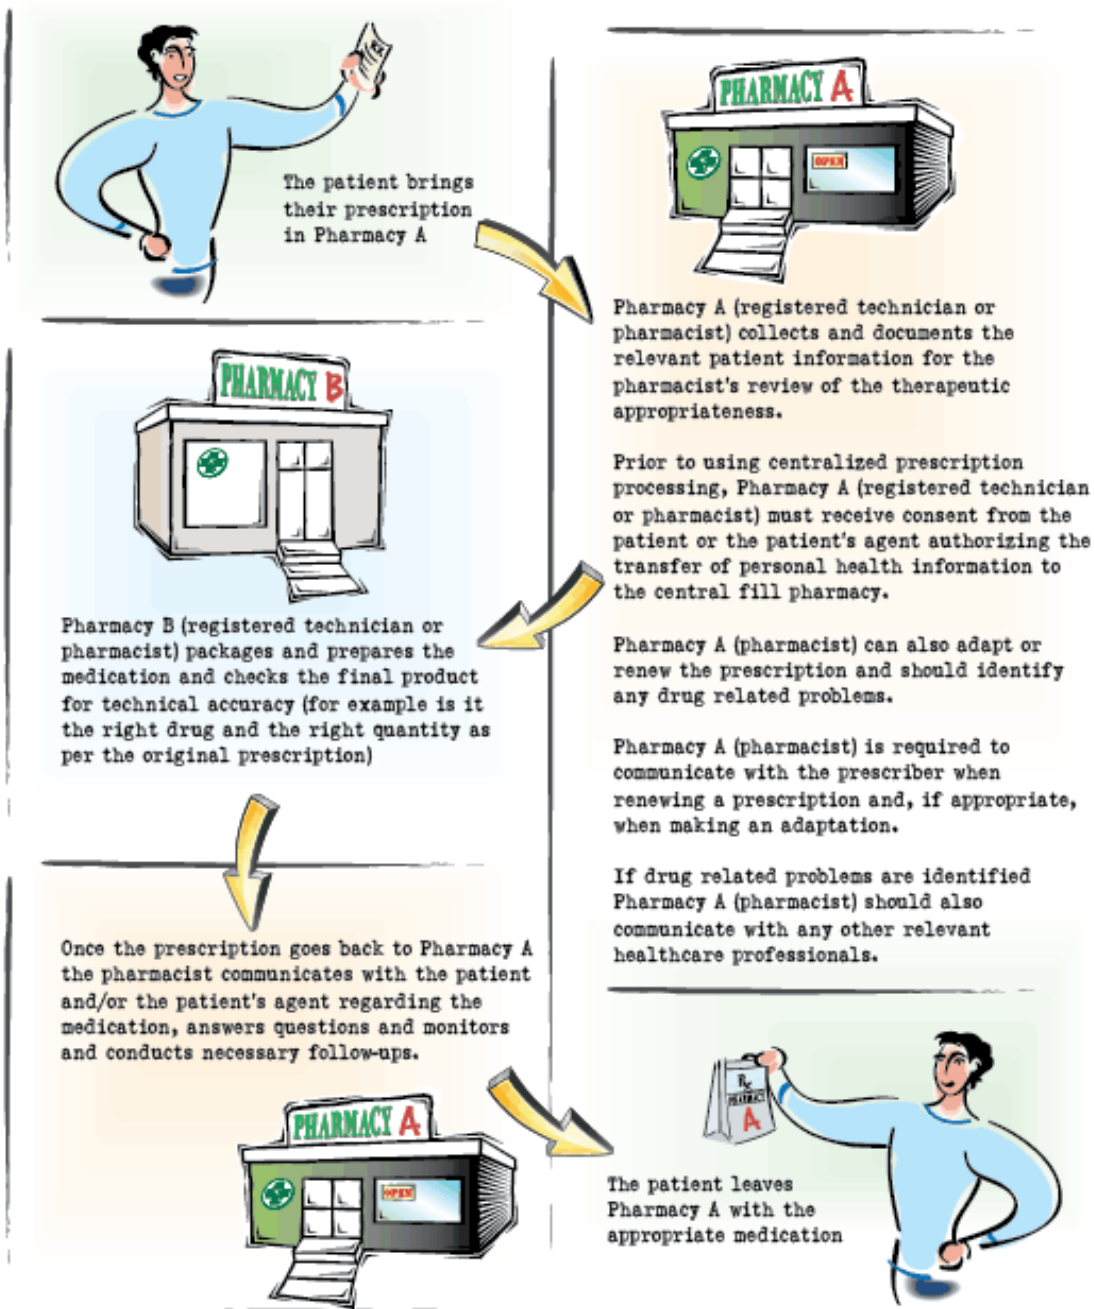 The patient brings
their prescription
in Pharmacy A
PHARMACY A
OPEN
Pharmacy A (registered technician or
pharmacist) collects and documents the
relevant patient information for the
pharmacist's review of the therapeutic
appropriateness.
Prior to using centralized prescription
processing, Pharmacy A (registered technician
or pharmacist) must receive consent from the
patient or the patient's agent authorizing the
transfer of personal health information to
the central fill pharmacy.
Pharmacy A (pharmacist) can also adapt or
renew the prescription and should identify
any drug related problems.
Pharmacy A (pharmacist) is required to
communicate with the prescriber when
renewing a prescription and, if appropriate,
when making an adaptation.
If drug related problems are identified
Pharmacy A (pharmacist) should also
communicate with any other relevant
healthcare professionals.
PHARMACY B
Pharmacy B (registered technician or
pharmacist) packages and prepares the
medication and checks the final product
for technical accuracy (for example is it
the right drug and the right quantity as
per the original prescription)
Once the prescription goes back to Pharmacy A
the pharmacist communicates with the patient
and/or the patient's agent regarding the
medication, answers questions and monitors
and conducts necessary follow-ups.
PHARMACY A
OPEN
Rx
PHARMACY
A
The patient leaves
Pharmacy A with the
appropriate medication